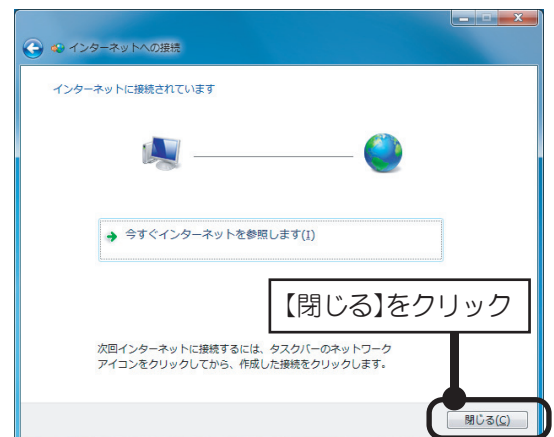 インターネットへの接続
インターネットに接続されています
今すぐインターネットを参照します(I)
【閉じる】をクリック
次回インターネットに接続するには、タスクバーのネットワーク
アイコンをクリックしてから、作成した接続をクリックします。
閉じる(C)